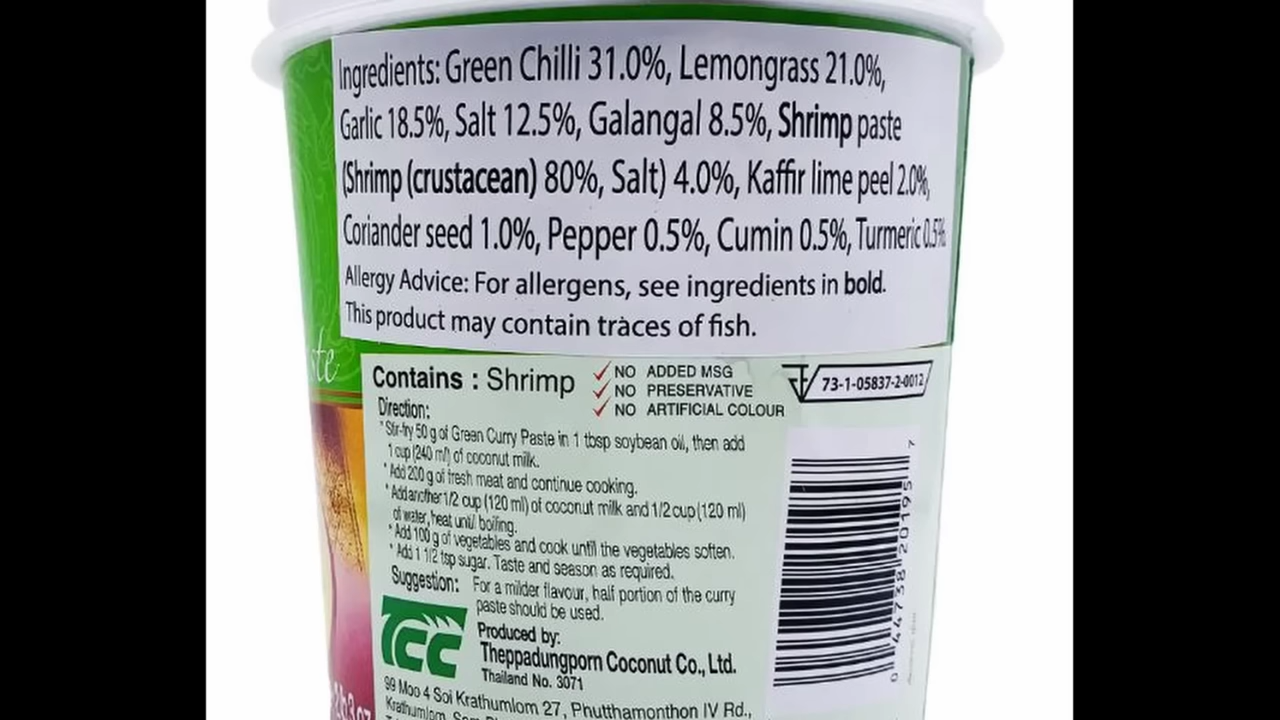 Ingredients: Green Chilli 31.0%, Lemongrass 21.0%,
Garlic 18.5%, Salt 12.5%, Galangal 8.5%, Shrimp paste
(Shrimp (crustacean) 80%, Salt) 4.0%, Kaffir lime peel 2.0%,
Coriander seed 1.0%, Pepper 0.5%, Cumin 0.5%, Turmeric 0.5%
Allergy Advice: For allergens, see ingredients in bold.
This product may contain traces of fish.
Contains : Shrimp
NO ADDED MSG
NO PRESERVATIVE
NO ARTIFICIAL COLOUR
73-1-05837-2-0012
Direction:
* Stir-fry 50 g of Green Curry Paste in 1 tbsp soybean oil, then add
1 cup (240 ml) of coconut milk.
* Add 200 g of fresh meat and continue cooking.
* Add another 1/2 cup (120 ml) of coconut milk and 1/2 cup (120 ml)
of water, heat until boiling.
* Add 100 g of vegetables and cook until the vegetables soften.
* Add 1 1/2 tsp sugar. Taste and season as required.
Suggestion: For a milder flavour, half portion of the curry
paste should be used.
TCC
Produced by:
Theppadungporn Coconut Co., Ltd.
Thailand No. 3071
99 Moo 4 Soi Krathumlom 27, Phutthamonthon IV Rd.,
Krathumlom,
0 44738 20195 7